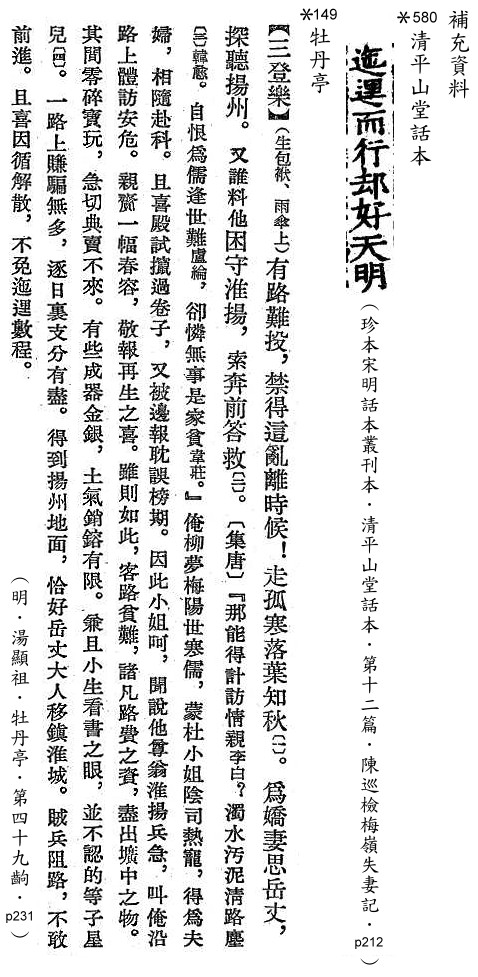 補充資料
*580 清平山堂話本
迤邐而行却好天明（珍本宋明話本叢刊本．清平山堂話本．第十二篇．陳巡檢梅嶺失妻記．p212）
*149 牡丹亭
【三登樂】（生包袱、雨傘上）有路難投，禁得這亂離時候！走孤寒落葉知秋〔一〕。爲嬌妻思岳丈，
探聽揚州。又誰料他困守淮揚，索奔前答救〔二〕。〔集唐〕『那能得計訪情親李白？濁水污泥清路塵
〔三〕韓愈。自恨爲儒逢世難盧綸，卻憐無事是家貧韋莊。』俺柳夢梅陽世寒儒，蒙杜小姐陰司熱寵，得爲夫
婦，相隨赴科。且喜殿試攛過卷子，又被邊報耽誤榜期。因此小姐呵，聞說他尊翁淮揚兵急，叫俺沿
路上體訪安危。親齎一幅春容，敬報再生之喜。雖則如此，客路貧難，諸凡路費之資，盡出壙中之物。
其間零碎寶玩，急切典賣不來。有些成器金銀，土氣銷鎔有限。兼且小生看書之眼，並不認的等子星
兒〔四〕。一路上賺騙無多，逐日裏支分有盡。得到揚州地面，恰好岳丈大人移鎮淮城。賊兵阻路，不敢
前進。且喜因循解散，不免迤邐數程。
（明．湯顯祖．牡丹亭．第四十九齣．p231）